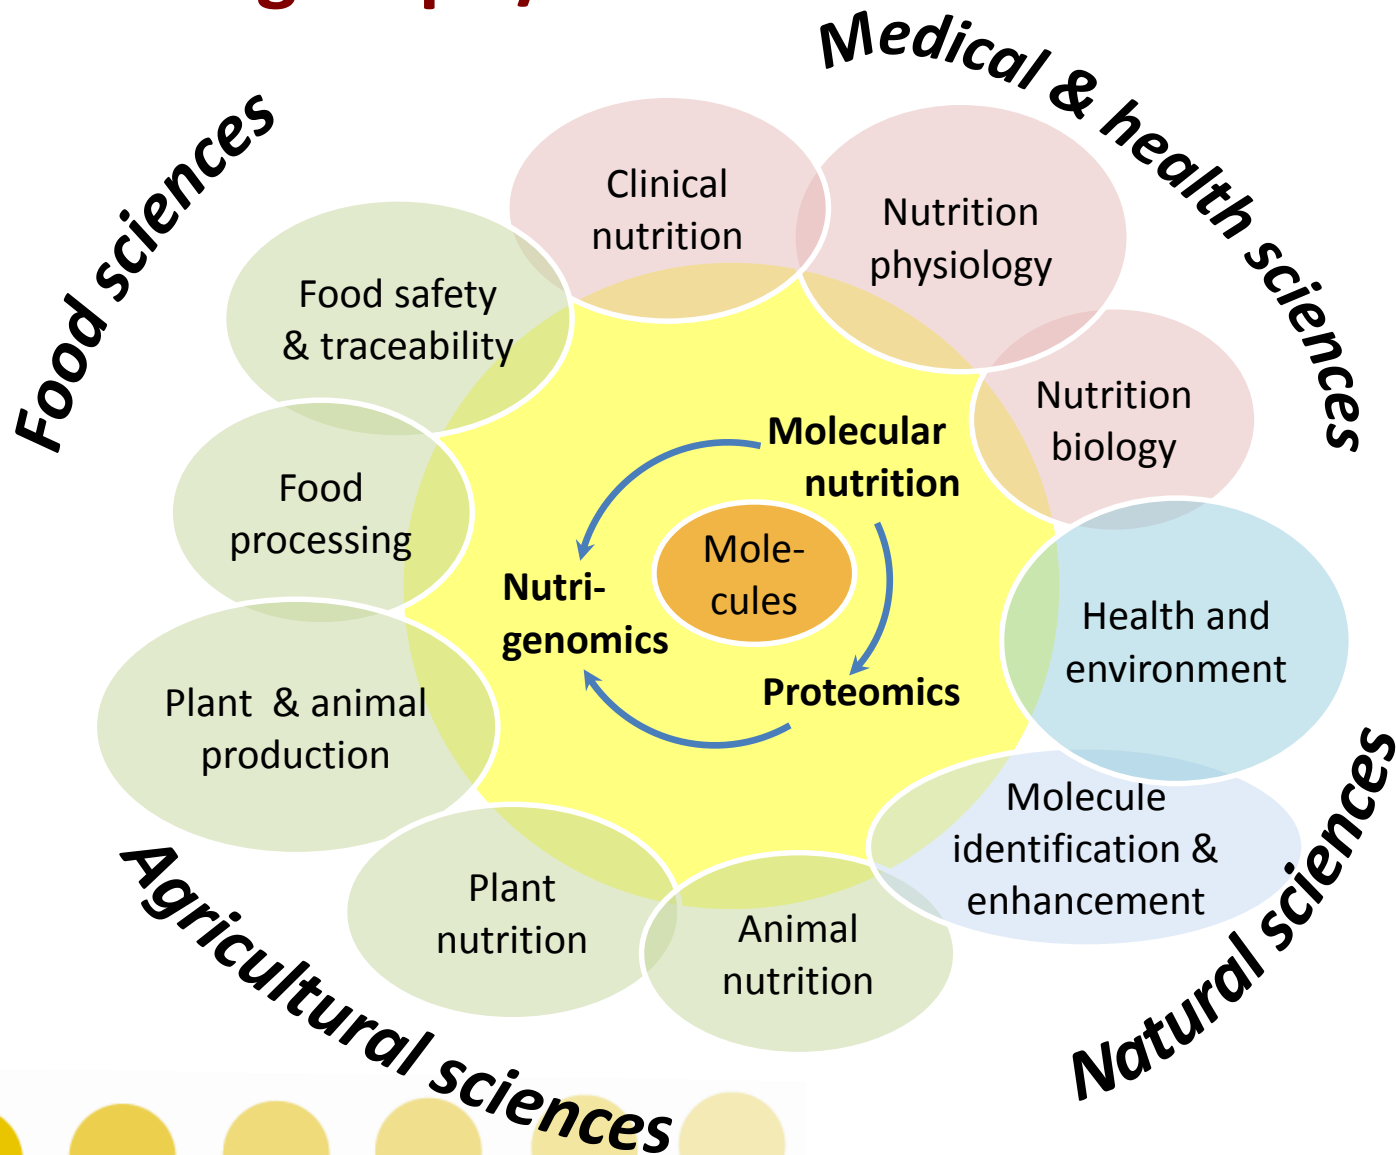 Medical & health sciences
Food sciences
Clinical
nutrition
Nutrition
physiology
Food safety
& traceability
Nutrition
biology
Molecular
nutrition
Food
processing
Mole-
cules
Nutri-
genomics
Health and
environment
Proteomics
Plant & animal
production
Molecule
identification &
enhancement
Plant
nutrition
Animal
nutrition
Agricultural sciences
Natural sciences